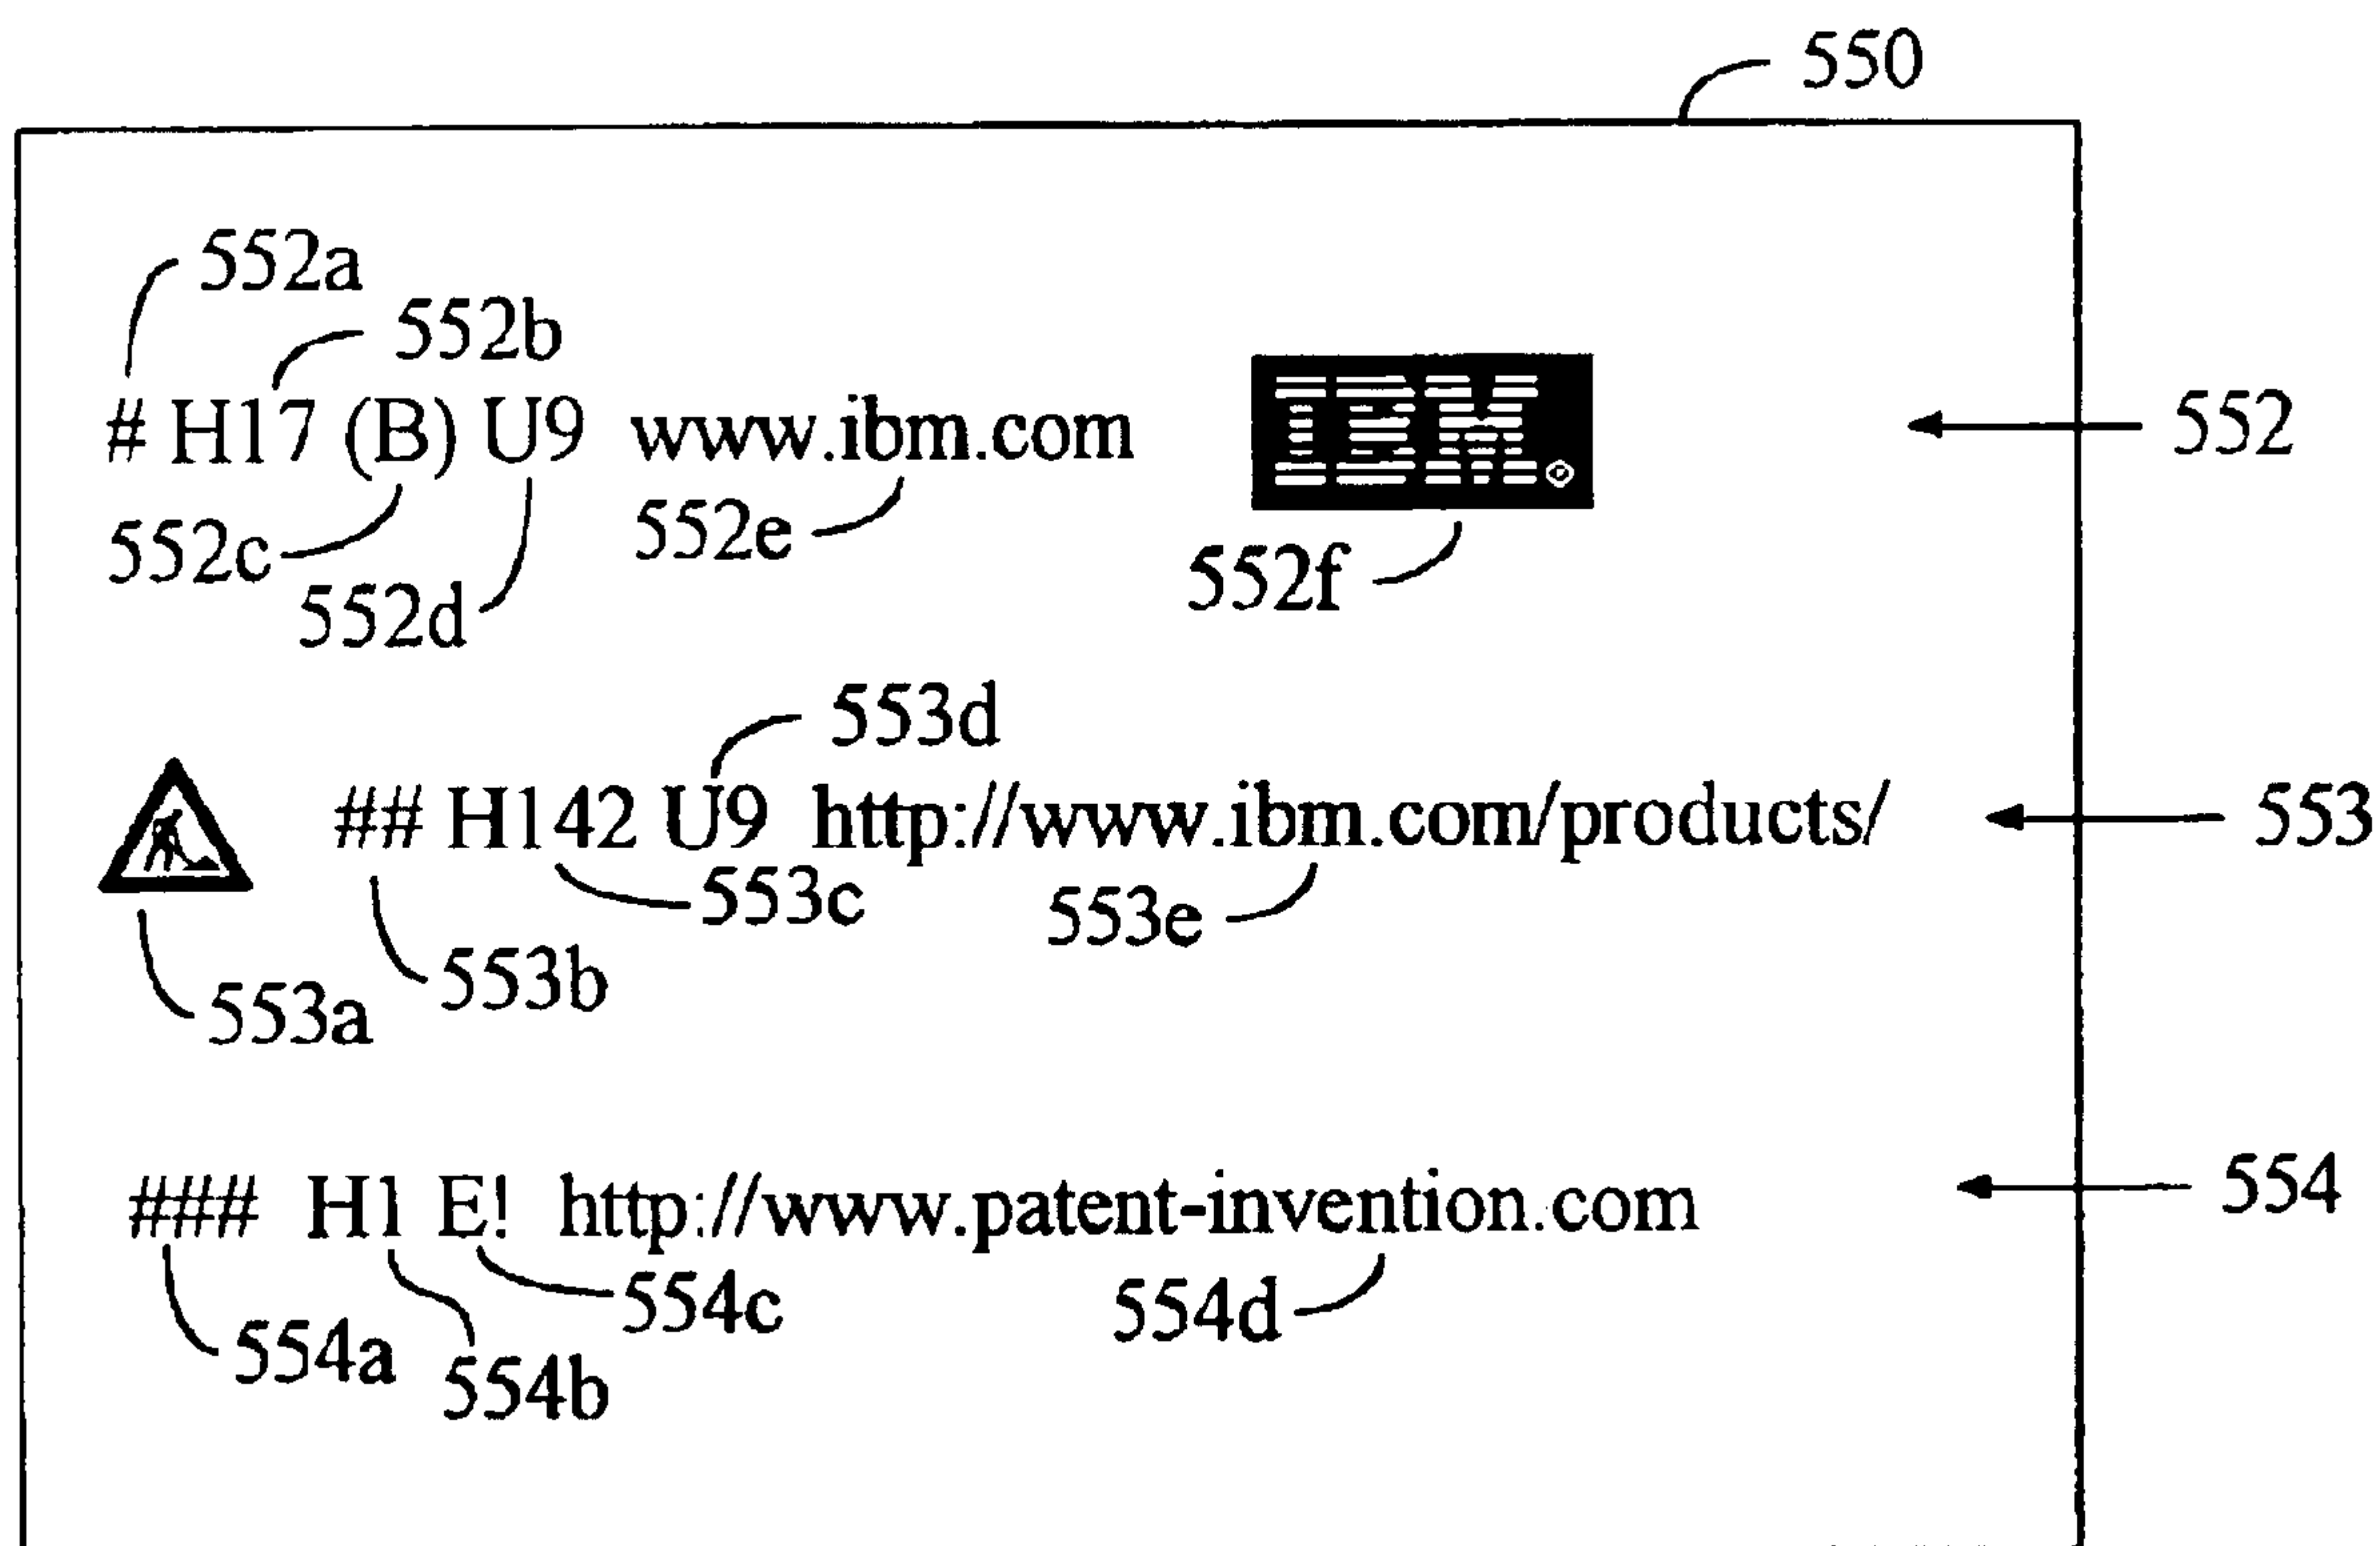 550
552a
552b
# H17 (B) U9 www.ibm.com IBM® 552
552c 552e
552d 552f
553d
## H142 U9 http://www.ibm.com/products/ 553
553c 553e
553b
553a
### H1 E! http://www.patent-invention.com 554
554c 554d
554a
554b